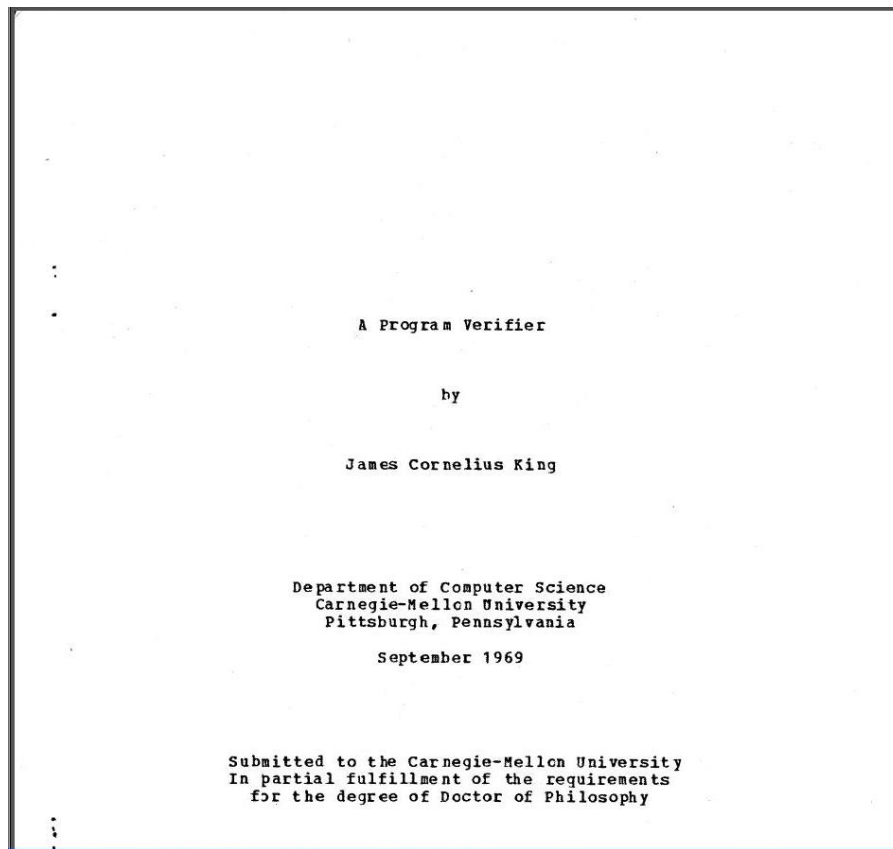 A Program Verifier
by
James Cornelius King
Department of Computer Science
Carnegie-Mellon University
Pittsburgh, Pennsylvania
September 1969
Submitted to the Carnegie-Mellon University
In partial fulfillment of the requirements
for the degree of Doctor of Philosophy